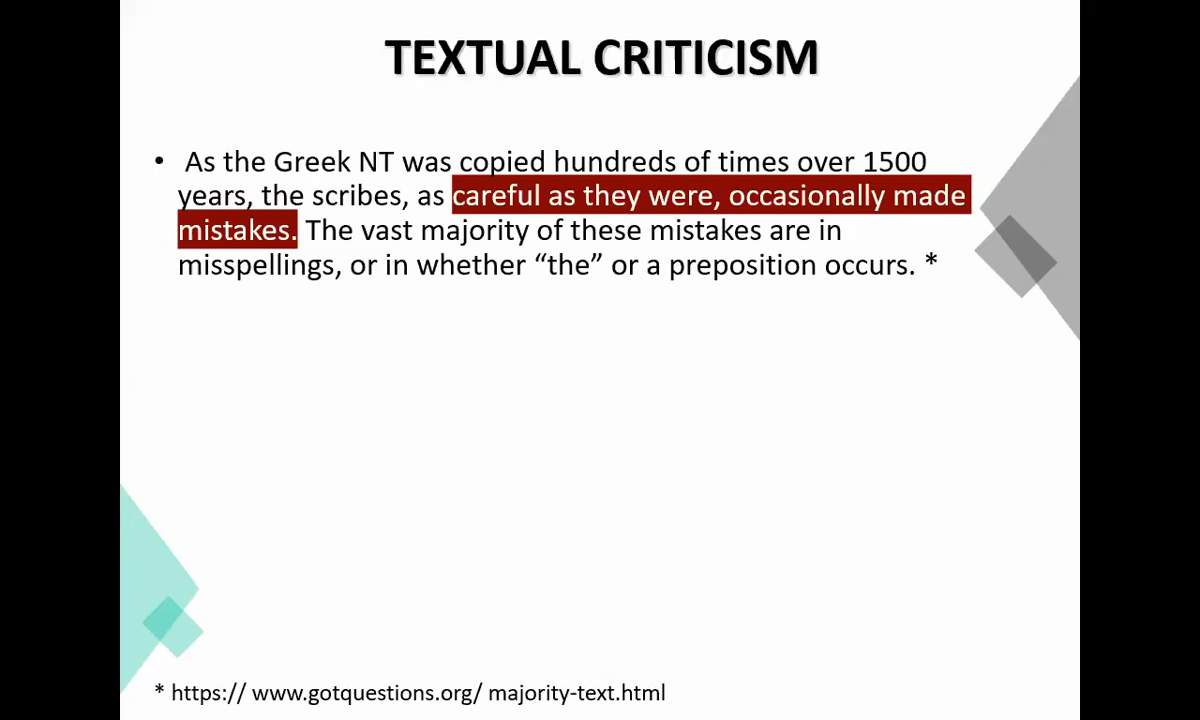 TEXTUAL CRITICISM
• As the Greek NT was copied hundreds of times over 1500
years, the scribes, as careful as they were, occasionally made
mistakes. The vast majority of these mistakes are in
misspellings, or in whether “the” or a preposition occurs. *
* https:// www.gotquestions.org/ majority-text.html